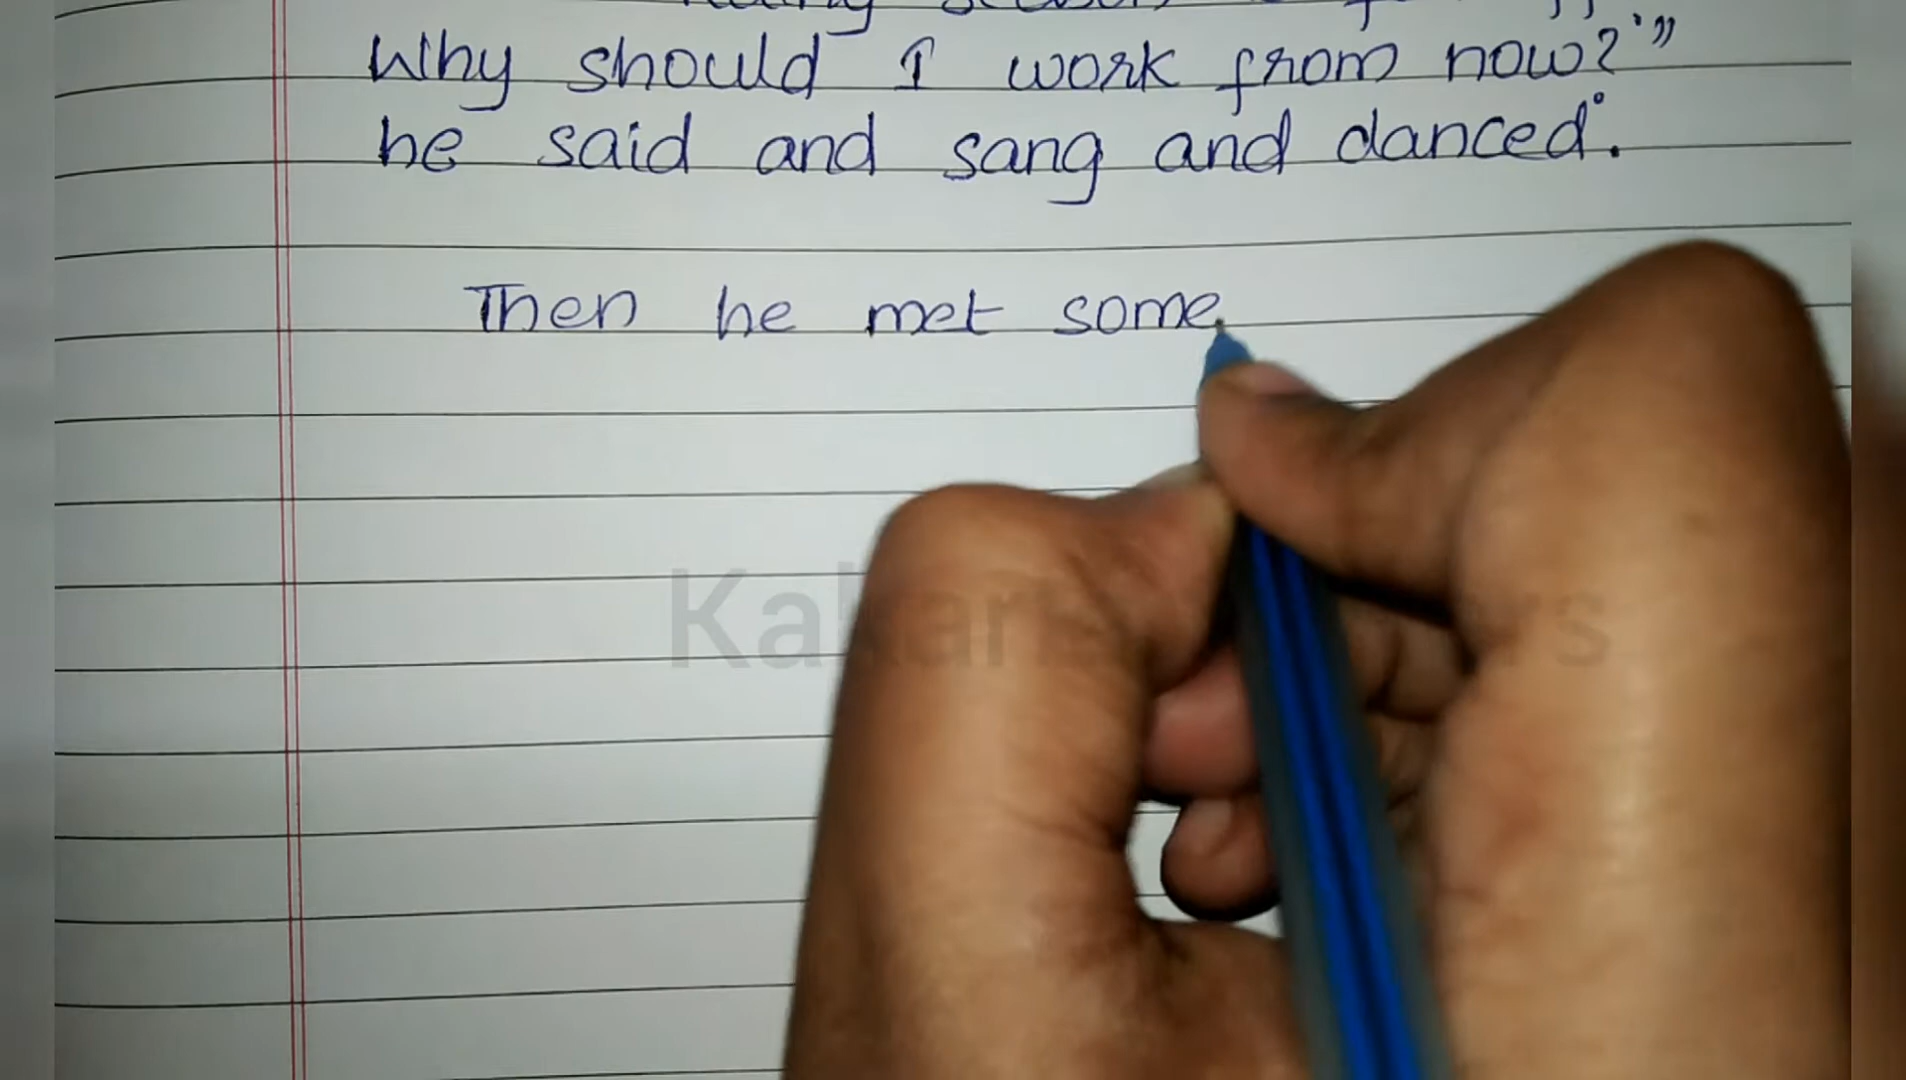 Why should I work from now?'"
he said and sang and danced.
Then he met some